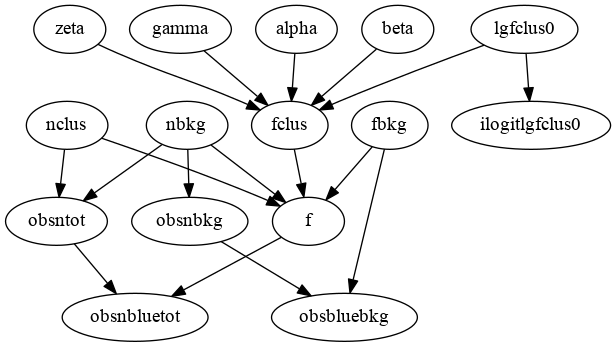 zeta gamma alpha beta lgfclus0
nclus nbkg fclus fbkg ilogitlgfclus0
obsntot obsnbkg f
obsnbluetot obsbluebkg